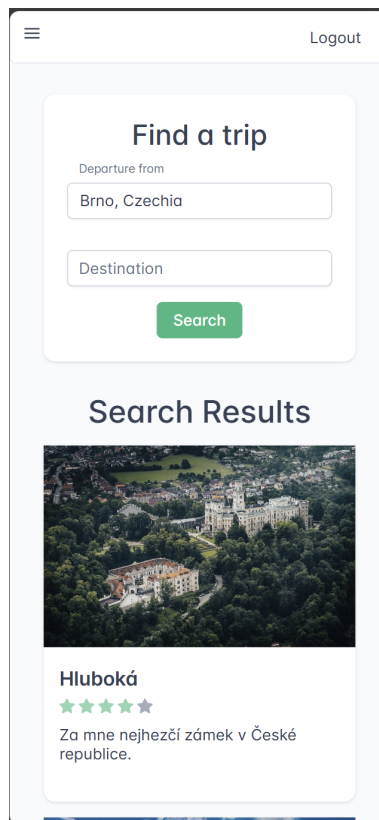 Logout
Find a trip
Departure from
Brno, Czechia
Destination
Search
Search Results
Hluboká
Za mne nejhezčí zámek v České
republice.